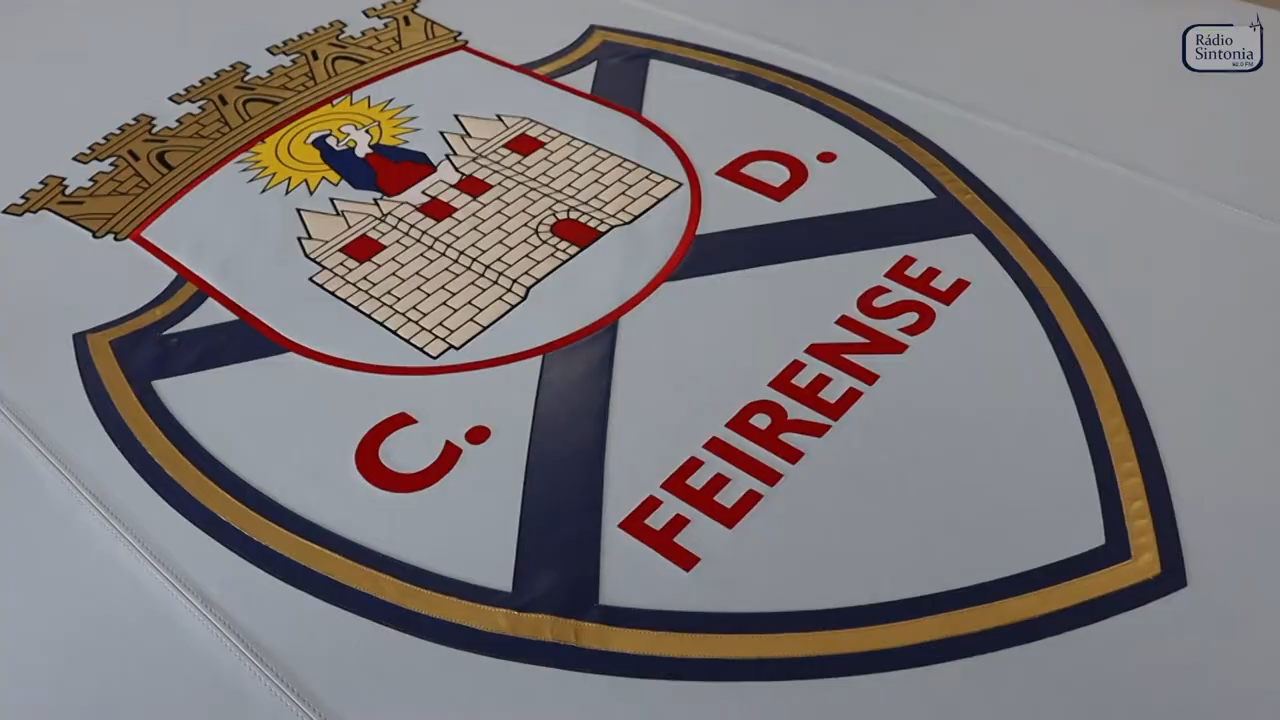 Rádio
Sintonia
C.
D.
FEIRENSE